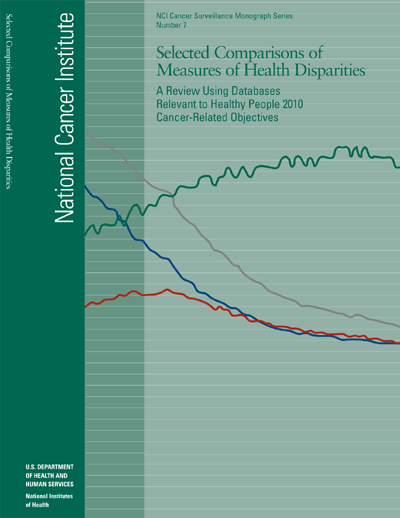 NCI Cancer Surveillance Monograph Series
Number 7
Selected Comparisons of
Measures of Health Disparities
A Review Using Databases
Relevant to Healthy People 2010
Cancer-Related Objectives
National Cancer Institute
Selected Comparisons of Measures of Health Disparities
U.S. DEPARTMENT
OF HEALTH AND
HUMAN SERVICES
National Institutes
of Health